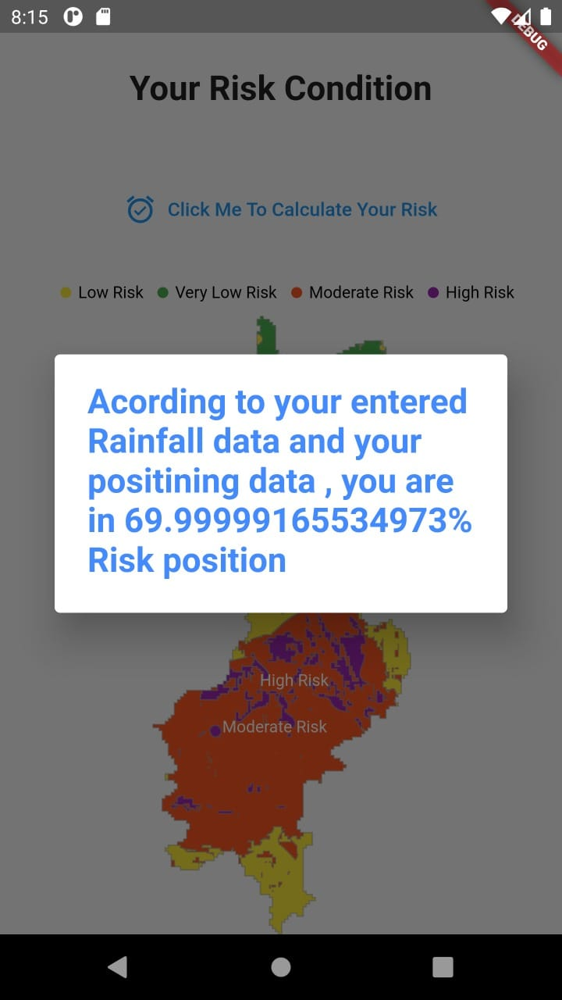 8:15
DEBUG
Your Risk Condition
Click Me To Calculate Your Risk
Low Risk Very Low Risk Moderate Risk High Risk
Acording to your entered
Rainfall data and your
positining data , you are
in 69.99999165534973%
Risk position
High Risk
Moderate Risk